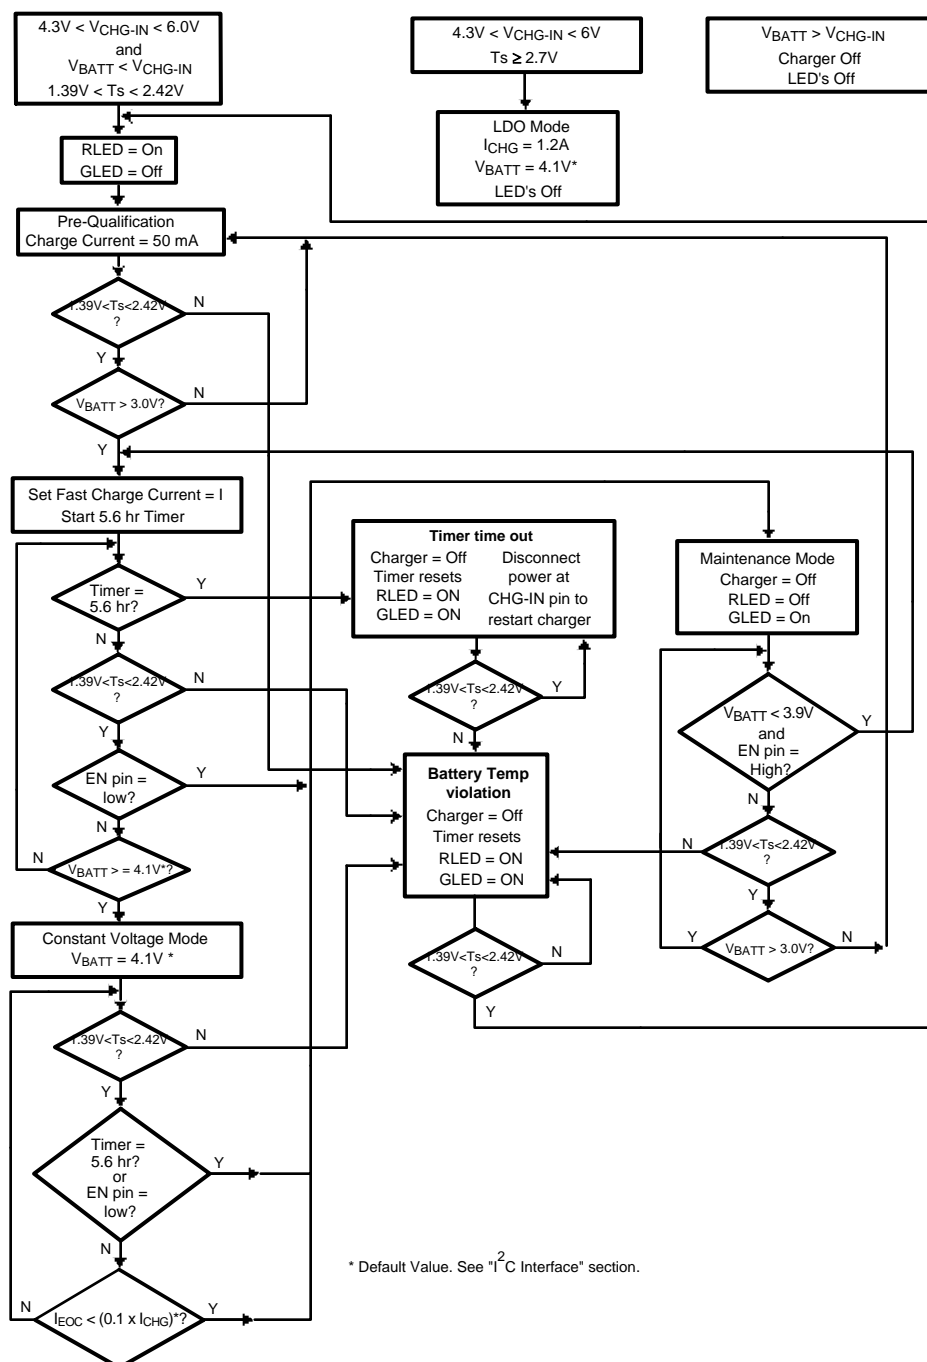 4.3V < VCHG-IN < 6.0V
and
VBATT < VCHG-IN
1.39V < Ts < 2.42V
4.3V < VCHG-IN < 6V
Ts ≥ 2.7V
VBATT > VCHG-IN
Charger Off
LED's Off
LDO Mode
ICHG = 1.2A
VBATT = 4.1V*
LED's Off
RLED = On
GLED = Off
Pre-Qualification
Charge Current = 50 mA
1.39V<Ts<2.42V
?
N
Y
VBATT > 3.0V?
N
Y
Set Fast Charge Current = I
Start 5.6 hr Timer
Timer =
5.6 hr?
Y
N
1.39V<Ts<2.42V
?
N
Y
EN pin =
low?
Y
N
VBATT > = 4.1V*?
N
Y
Timer time out
Charger = Off
Timer resets
RLED = ON
GLED = ON
Disconnect
power at
CHG-IN pin to
restart charger
1.39V<Ts<2.42V
?
Y
N
Battery Temp
violation
Charger = Off
Timer resets
RLED = ON
GLED = ON
1.39V<Ts<2.42V
?
N
Y
Maintenance Mode
Charger = Off
RLED = Off
GLED = On
VBATT < 3.9V
and
EN pin =
High?
Y
N
1.39V<Ts<2.42V
?
N
Y
VBATT > 3.0V?
Y
N
Constant Voltage Mode
VBATT = 4.1V *
1.39V<Ts<2.42V
?
N
Y
Timer =
5.6 hr?
or
EN pin =
low?
Y
N
IEOC < (0.1 x ICHG)*?
N
Y
* Default Value. See "I2C Interface" section.